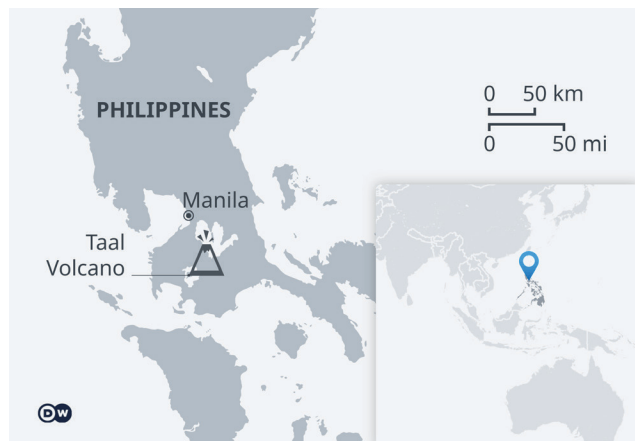 PHILIPPINES
0 50 km
0 50 mi
Manila
Taal
Volcano
DW